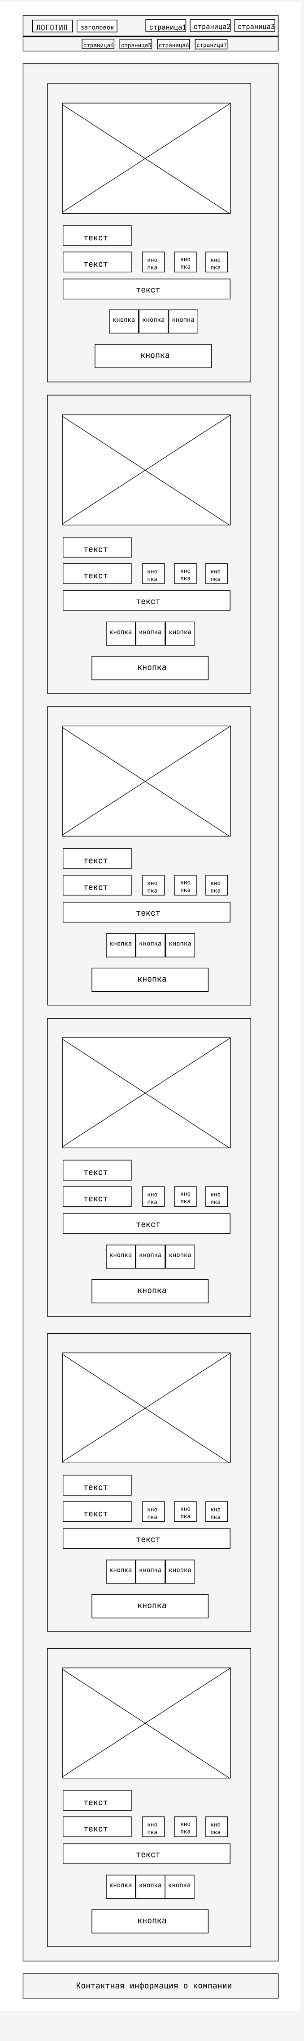 ЛОГОТИП заголовок страница1 страница2 страница3
страница4 страница5 страница6 страница7
текст
текст кно кно кно
пка пка пка
текст
кнопка кнопка кнопка
кнопка
текст
текст кно кно кно
пка пка пка
текст
кнопка кнопка кнопка
кнопка
текст
текст кно кно кно
пка пка пка
текст
кнопка кнопка кнопка
кнопка
текст
текст кно кно кно
пка пка пка
текст
кнопка кнопка кнопка
кнопка
текст
текст кно кно кно
пка пка пка
текст
кнопка кнопка кнопка
кнопка
текст
текст кно кно кно
пка пка пка
текст
кнопка кнопка кнопка
кнопка
Контактная информация о компании